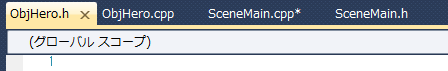 ObjHero.h × ObjHero.cpp SceneMain.cpp* SceneMain.h
(グローバル スコープ)
1